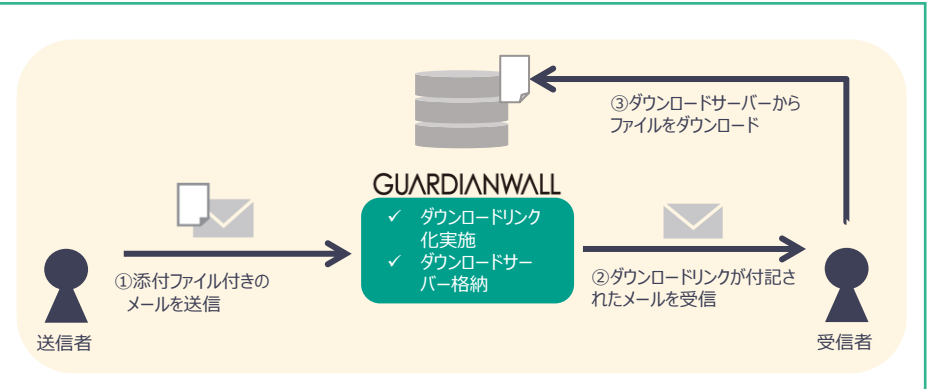 ③ダウンロードサーバーから
ファイルをダウンロード
GUARDIANWALL
✓ ダウンロードリンク
化実施
✓ ダウンロードサー
バー格納
①添付ファイル付きの
メールを送信
②ダウンロードリンクが付記さ
れたメールを受信
送信者
受信者